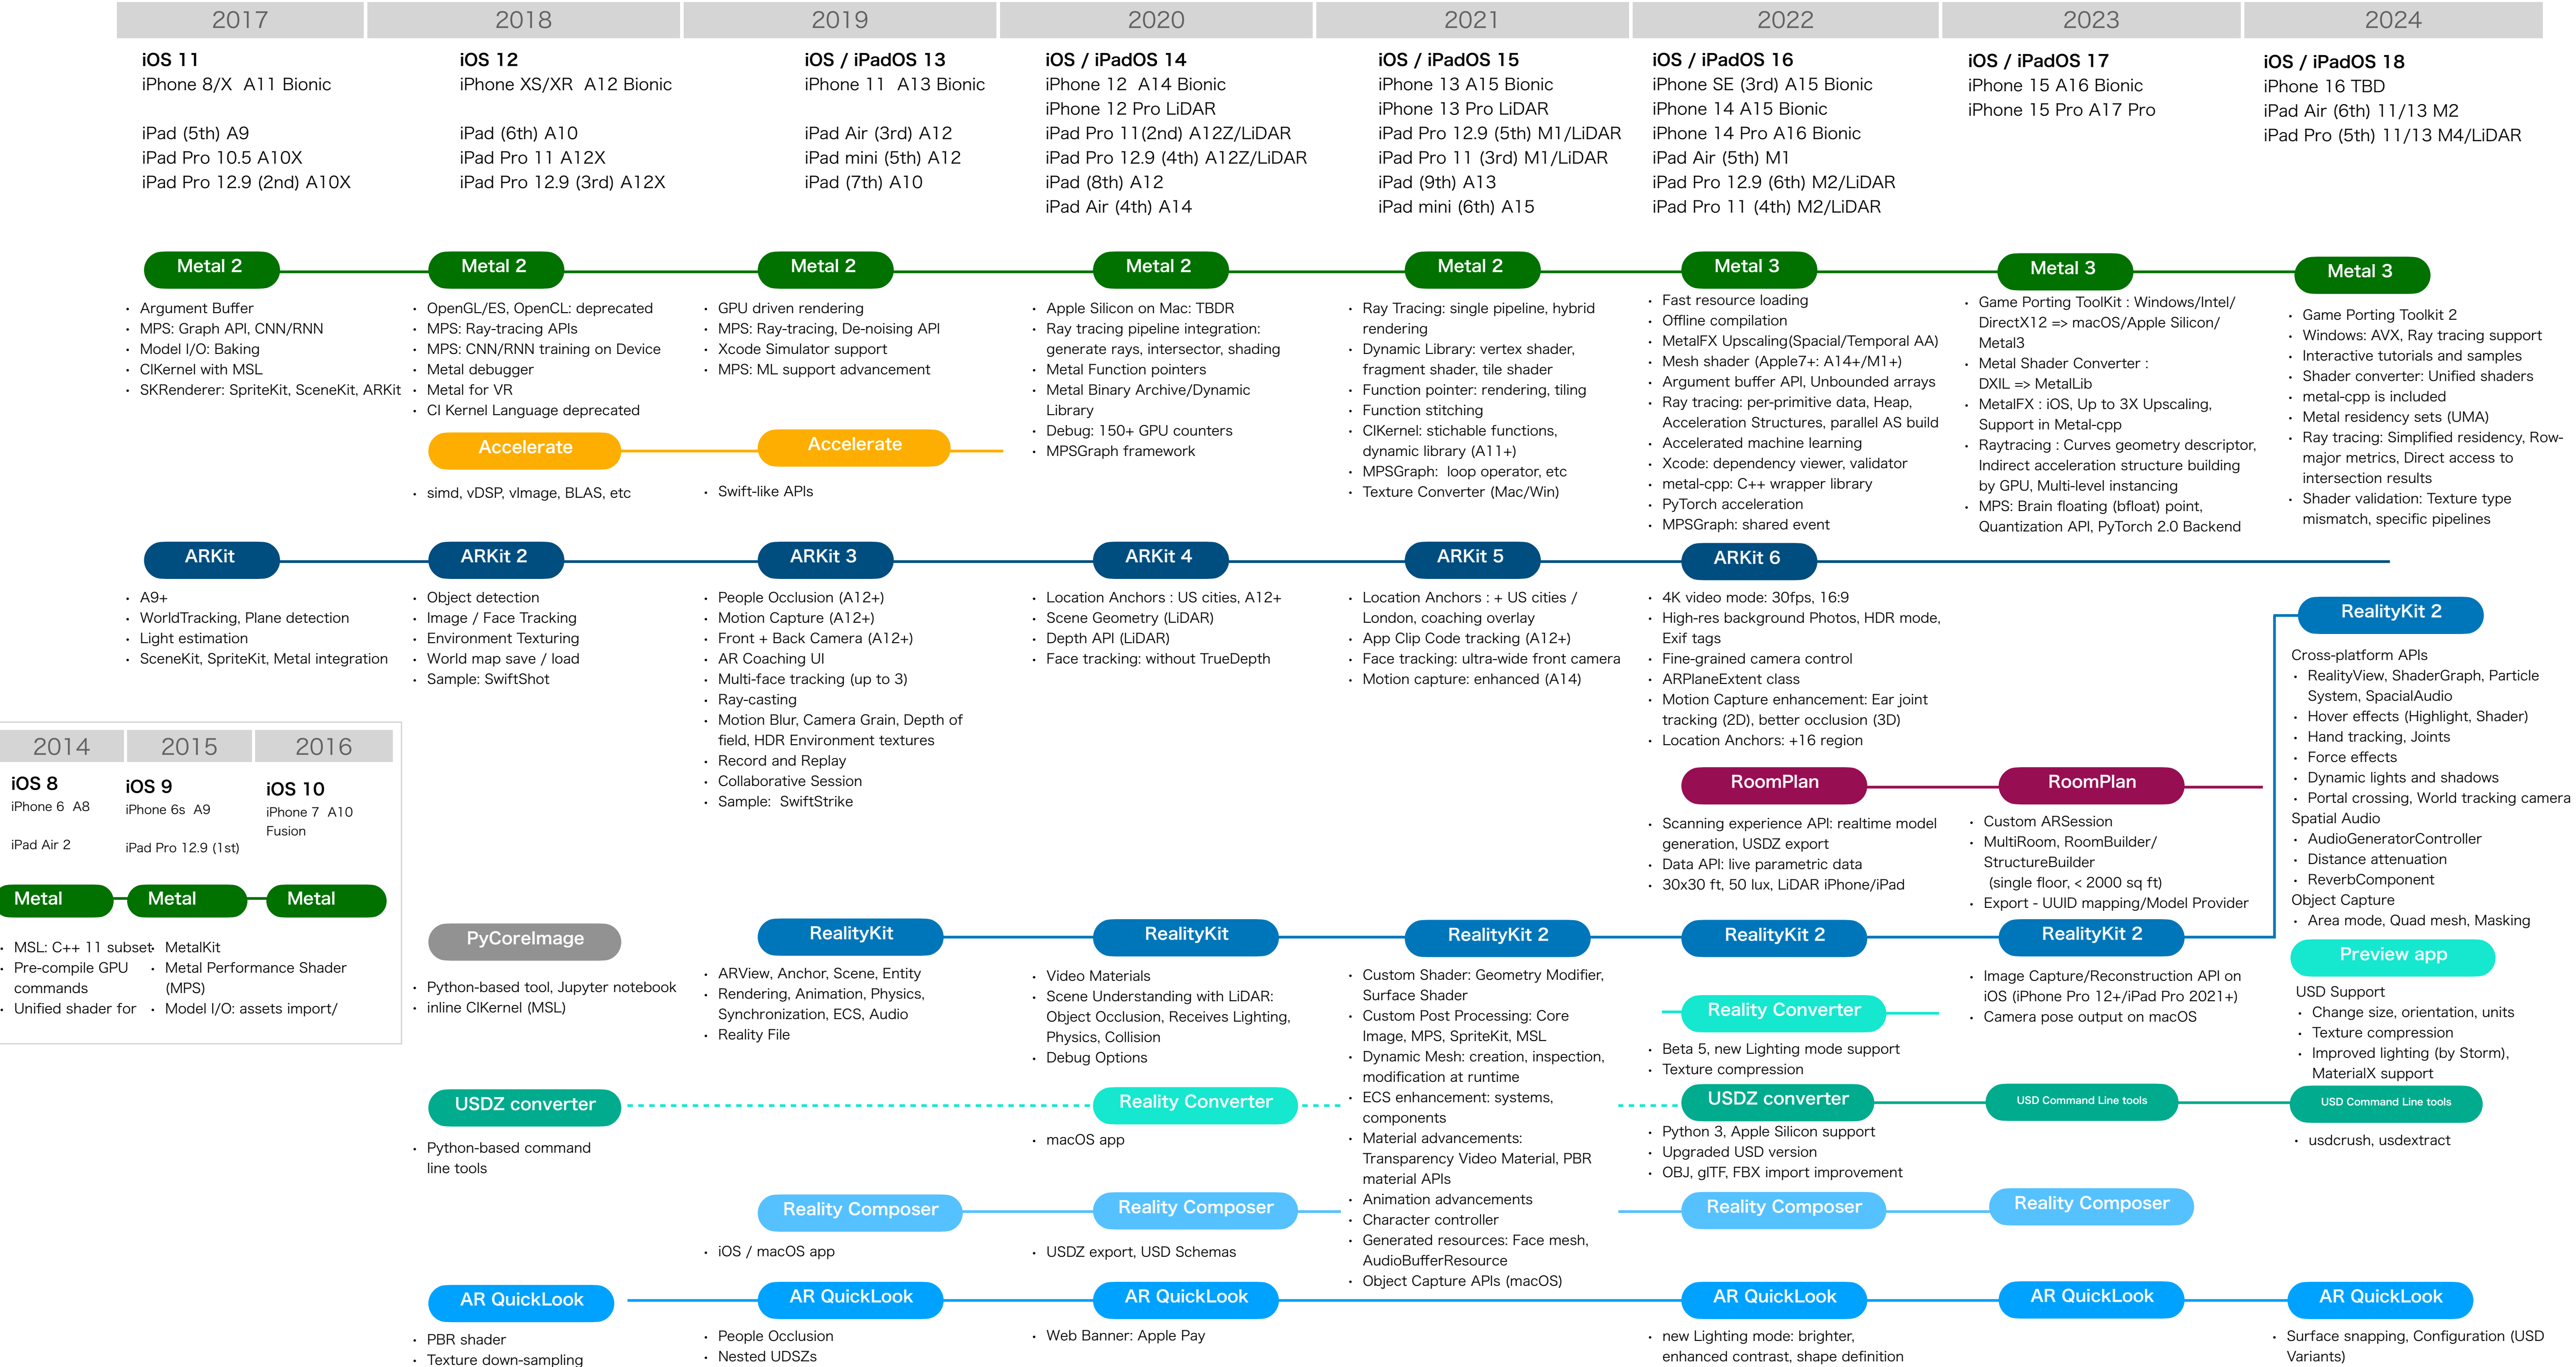 2017
2018
2019
2020
2021
2022
2023
2024
iOS 11
iPhone 8/X  A11 Bionic
iPad (5th) A9
iPad Pro 10.5 A10X
iPad Pro 12.9 (2nd) A10X
iOS 12
iPhone XS/XR  A12 Bionic
iPad (6th) A10
iPad Pro 11 A12X
iPad Pro 12.9 (3rd) A12X
iOS / iPadOS 13
iPhone 11  A13 Bionic
iPad Air (3rd) A12
iPad mini (5th) A12
iPad (7th) A10
iOS / iPadOS 14
iPhone 12  A14 Bionic
iPhone 12 Pro LiDAR
iPad Pro 11(2nd) A12Z/LiDAR
iPad Pro 12.9 (4th) A12Z/LiDAR
iPad (8th) A12
iPad Air (4th) A14
iOS / iPadOS 15
iPhone 13 A15 Bionic
iPhone 13 Pro LiDAR
iPad Pro 12.9 (5th) M1/LiDAR
iPad Pro 11 (3rd) M1/LiDAR
iPad (9th) A13
iPad mini (6th) A15
iOS / iPadOS 16
iPhone SE (3rd) A15 Bionic
iPhone 14 A15 Bionic
iPhone 14 Pro A16 Bionic
iPad Air (5th) M1
iPad Pro 12.9 (6th) M2/LiDAR
iPad Pro 11 (4th) M2/LiDAR
iOS / iPadOS 17
iPhone 15 A16 Bionic
iPhone 15 Pro A17 Pro
iOS / iPadOS 18
iPhone 16 TBD
iPad Air (6th) 11/13 M2
iPad Pro (5th) 11/13 M4/LiDAR
Metal 2
• Argument Buffer
• MPS: Graph API, CNN/RNN
• Model I/O: Baking
• CIKernel with MSL
• SKRenderer: SpriteKit, SceneKit, ARKit
Metal 2
• OpenGL/ES, OpenCL: deprecated
• MPS: Ray-tracing APIs
• MPS: CNN/RNN training on Device
• Metal debugger
• Metal for VR
• CI Kernel Language deprecated
Metal 2
• GPU driven rendering
• MPS: Ray-tracing, De-noising API
• Xcode Simulator support
• MPS: ML support advancement
Metal 2
• Apple Silicon on Mac: TBDR
• Ray tracing pipeline integration:
generate rays, intersector, shading
• Metal Function pointers
• Metal Binary Archive/Dynamic
Library
• Debug: 150+ GPU counters
• MPSGraph framework
Metal 2
• Ray Tracing: single pipeline, hybrid
rendering
• Dynamic Library: vertex shader,
fragment shader, tile shader
• Function pointer: rendering, tiling
• Function stitching
• CIKernel: stichable functions,
dynamic library (A11+)
• MPSGraph:  loop operator, etc
• Texture Converter (Mac/Win)
Metal 3
• Fast resource loading
• Offline compilation
• MetalFX Upscaling(Spacial/Temporal AA)
• Mesh shader (Apple7+: A14+/M1+)
• Argument buffer API, Unbounded arrays
• Ray tracing: per-primitive data, Heap,
Acceleration Structures, parallel AS build
• Accelerated machine learning
• Xcode: dependency viewer, validator
• metal-cpp: C++ wrapper library
• PyTorch acceleration
• MPSGraph: shared event
Metal 3
• Game Porting ToolKit : Windows/Intel/
DirectX12 => macOS/Apple Silicon/
Metal3
• Metal Shader Converter :
DXIL => MetalLib
• MetalFX : iOS, Up to 3X Upscaling,
Support in Metal-cpp
• Raytracing : Curves geometry descriptor,
Indirect acceleration structure building
by GPU, Multi-level instancing
• MPS: Brain floating (bfloat) point,
Quantization API, PyTorch 2.0 Backend
Metal 3
• Game Porting Toolkit 2
• Windows: AVX, Ray tracing support
• Interactive tutorials and samples
• Shader converter: Unified shaders
• metal-cpp is included
• Metal residency sets (UMA)
• Ray tracing: Simplified residency, Row-
major metrics, Direct access to
intersection results
• Shader validation: Texture type
mismatch, specific pipelines
Accelerate
• simd, vDSP, vImage, BLAS, etc
Accelerate
• Swift-like APIs
ARKit
• A9+
• WorldTracking, Plane detection
• Light estimation
• SceneKit, SpriteKit, Metal integration
ARKit 2
• Object detection
• Image / Face Tracking
• Environment Texturing
• World map save / load
• Sample: SwiftShot
ARKit 3
• People Occlusion (A12+)
• Motion Capture (A12+)
• Front + Back Camera (A12+)
• AR Coaching UI
• Multi-face tracking (up to 3)
• Ray-casting
• Motion Blur, Camera Grain, Depth of
field, HDR Environment textures
• Record and Replay
• Collaborative Session
• Sample:  SwiftStrike
ARKit 4
• Location Anchors : US cities, A12+
• Scene Geometry (LiDAR)
• Depth API (LiDAR)
• Face tracking: without TrueDepth
ARKit 5
• Location Anchors : + US cities /
London, coaching overlay
• App Clip Code tracking (A12+)
• Face tracking: ultra-wide front camera
• Motion capture: enhanced (A14)
ARKit 6
• 4K video mode: 30fps, 16:9
• High-res background Photos, HDR mode,
Exif tags
• Fine-grained camera control
• ARPlaneExtent class
• Motion Capture enhancement: Ear joint
tracking (2D), better occlusion (3D)
• Location Anchors: +16 region
RealityKit 2
Cross-platform APIs
• RealityView, ShaderGraph, Particle
System, SpacialAudio
• Hover effects (Highlight, Shader)
• Hand tracking, Joints
• Force effects
• Dynamic lights and shadows
• Portal crossing, World tracking camera
Spatial Audio
• AudioGeneratorController
• Distance attenuation
• ReverbComponent
Object Capture
• Area mode, Quad mesh, Masking
2014
2015
2016
iOS 8
iPhone 6  A8
iPad Air 2
iOS 9
iPhone 6s  A9
iPad Pro 12.9 (1st)
iOS 10
iPhone 7  A10
Fusion
Metal
Metal
Metal
• MSL: C++ 11 subset
• Pre-compile GPU
commands
• Unified shader for
• MetalKit
• Metal Performance Shader
(MPS)
• Model I/O: assets import/
RoomPlan
• Scanning experience API: realtime model
generation, USDZ export
• Data API: live parametric data
• 30x30 ft, 50 lux, LiDAR iPhone/iPad
RoomPlan
• Custom ARSession
• MultiRoom, RoomBuilder/
StructureBuilder
(single floor, < 2000 sq ft)
• Export - UUID mapping/Model Provider
PyCoreImage
• Python-based tool, Jupyter notebook
• inline CIKernel (MSL)
RealityKit
• ARView, Anchor, Scene, Entity
• Rendering, Animation, Physics,
Synchronization, ECS, Audio
• Reality File
RealityKit
• Video Materials
• Scene Understanding with LiDAR:
Object Occlusion, Receives Lighting,
Physics, Collision
• Debug Options
RealityKit 2
• Custom Shader: Geometry Modifier,
Surface Shader
• Custom Post Processing: Core
Image, MPS, SpriteKit, MSL
• Dynamic Mesh: creation, inspection,
modification at runtime
• ECS enhancement: systems,
components
• Material advancements:
Transparency Video Material, PBR
material APIs
• Animation advancements
• Character controller
• Generated resources: Face mesh,
AudioBufferResource
• Object Capture APIs (macOS)
RealityKit 2
RealityKit 2
• Image Capture/Reconstruction API on
iOS (iPhone Pro 12+/iPad Pro 2021+)
• Camera pose output on macOS
Preview app
USD Support
• Change size, orientation, units
• Texture compression
• Improved lighting (by Storm),
MaterialX support
Reality Converter
• Beta 5, new Lighting mode support
• Texture compression
USDZ converter
• Python-based command
line tools
Reality Converter
• macOS app
USDZ converter
• Python 3, Apple Silicon support
• Upgraded USD version
• OBJ, glTF, FBX import improvement
USD Command Line tools
USD Command Line tools
• usdcrush, usdextract
Reality Composer
• iOS / macOS app
Reality Composer
• USDZ export, USD Schemas
Reality Composer
Reality Composer
AR QuickLook
• PBR shader
• Texture down-sampling
AR QuickLook
• People Occlusion
• Nested UDSZs
AR QuickLook
• Web Banner: Apple Pay
AR QuickLook
• new Lighting mode: brighter,
enhanced contrast, shape definition
AR QuickLook
AR QuickLook
• Surface snapping, Configuration (USD
Variants)